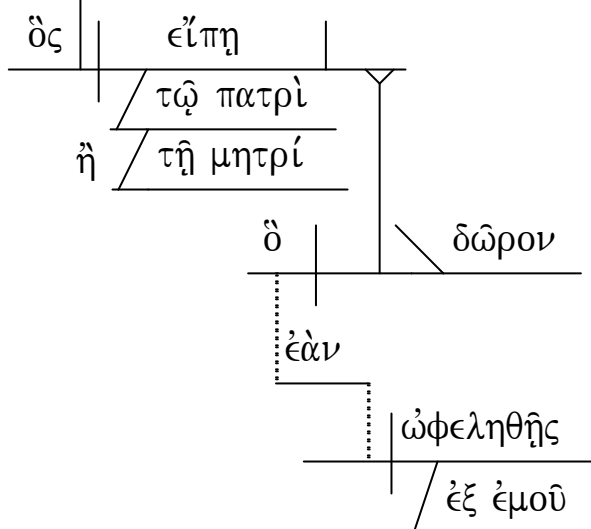 ὃς εἴπῃ
τῷ πατρὶ
ἢ τῇ μητρί
ὃ δῶρον
ἐὰν
ὠφεληθῇς
ἐξ ἐμοῦ